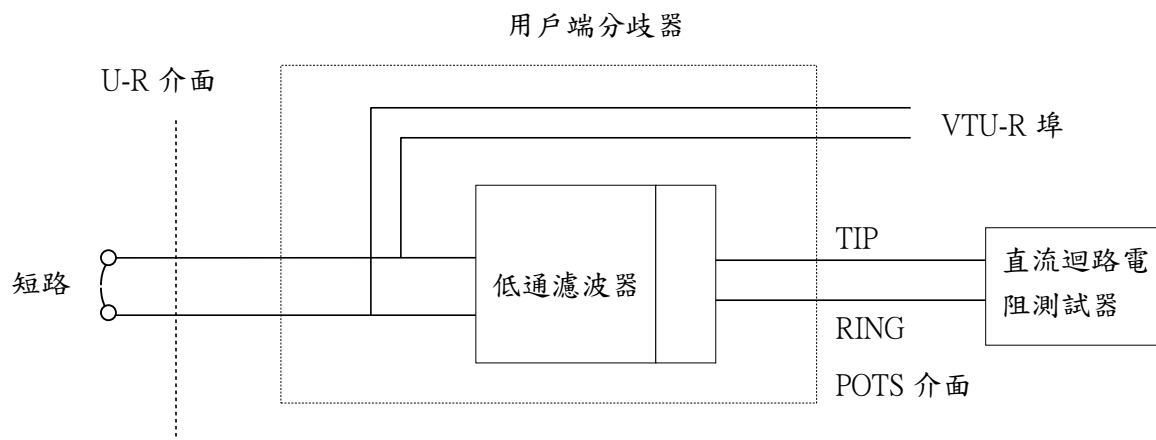 用戶端分歧器
U-R 介面
VTU-R 埠
TIP
短路
低通濾波器
直流迴路電
阻測試器
RING
POTS 介面